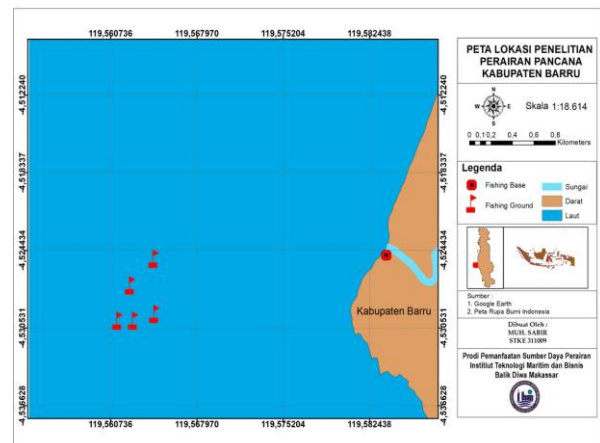 119,560736 119,567970 119,575204 119,582438
-4,512240 -4,512240
-4,518337 -4,518337
-4,524434 -4,524434
-4,530531 -4,530531
-4,536628 -4,536628
Kabupaten Barru
119,560736 119,567970 119,575204 119,582438
PETA LOKASI PENELITIAN
PERAIRAN PANCANA
KABUPATEN BARRU
N
W E
S
Skala 1:18.614
0 0,10,2 0,4 0,6 0,8
Kilometers
Legenda
Fishing Base
Fishing Ground
Sungai
Darat
Laut
Sumber :
1. Google Earth
2. Peta Rupa Bumi Indonesia
Dibuat Oleh :
MUH. SABIR
STKE 311009
Prodi Pemanfaatan Sumber Daya Perairan
Institiut Teknologi Maritim dan Bisnis
Balik Diwa Makassar